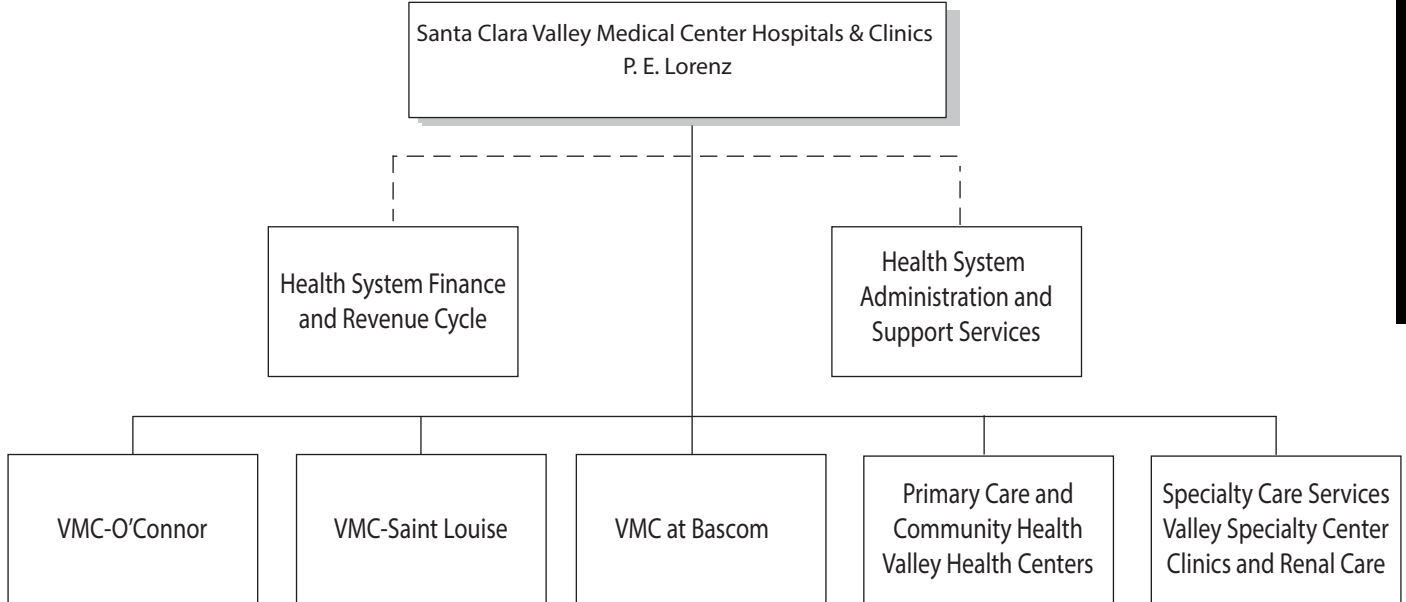 Santa Clara Valley Medical Center Hospitals & Clinics
P. E. Lorenz
Health System Finance
and Revenue Cycle
Health System
Administration and
Support Services
VMC-O’Connor
VMC-Saint Louise
VMC at Bascom
Primary Care and
Community Health
Valley Health Centers
Specialty Care Services
Valley Specialty Center
Clinics and Renal Care